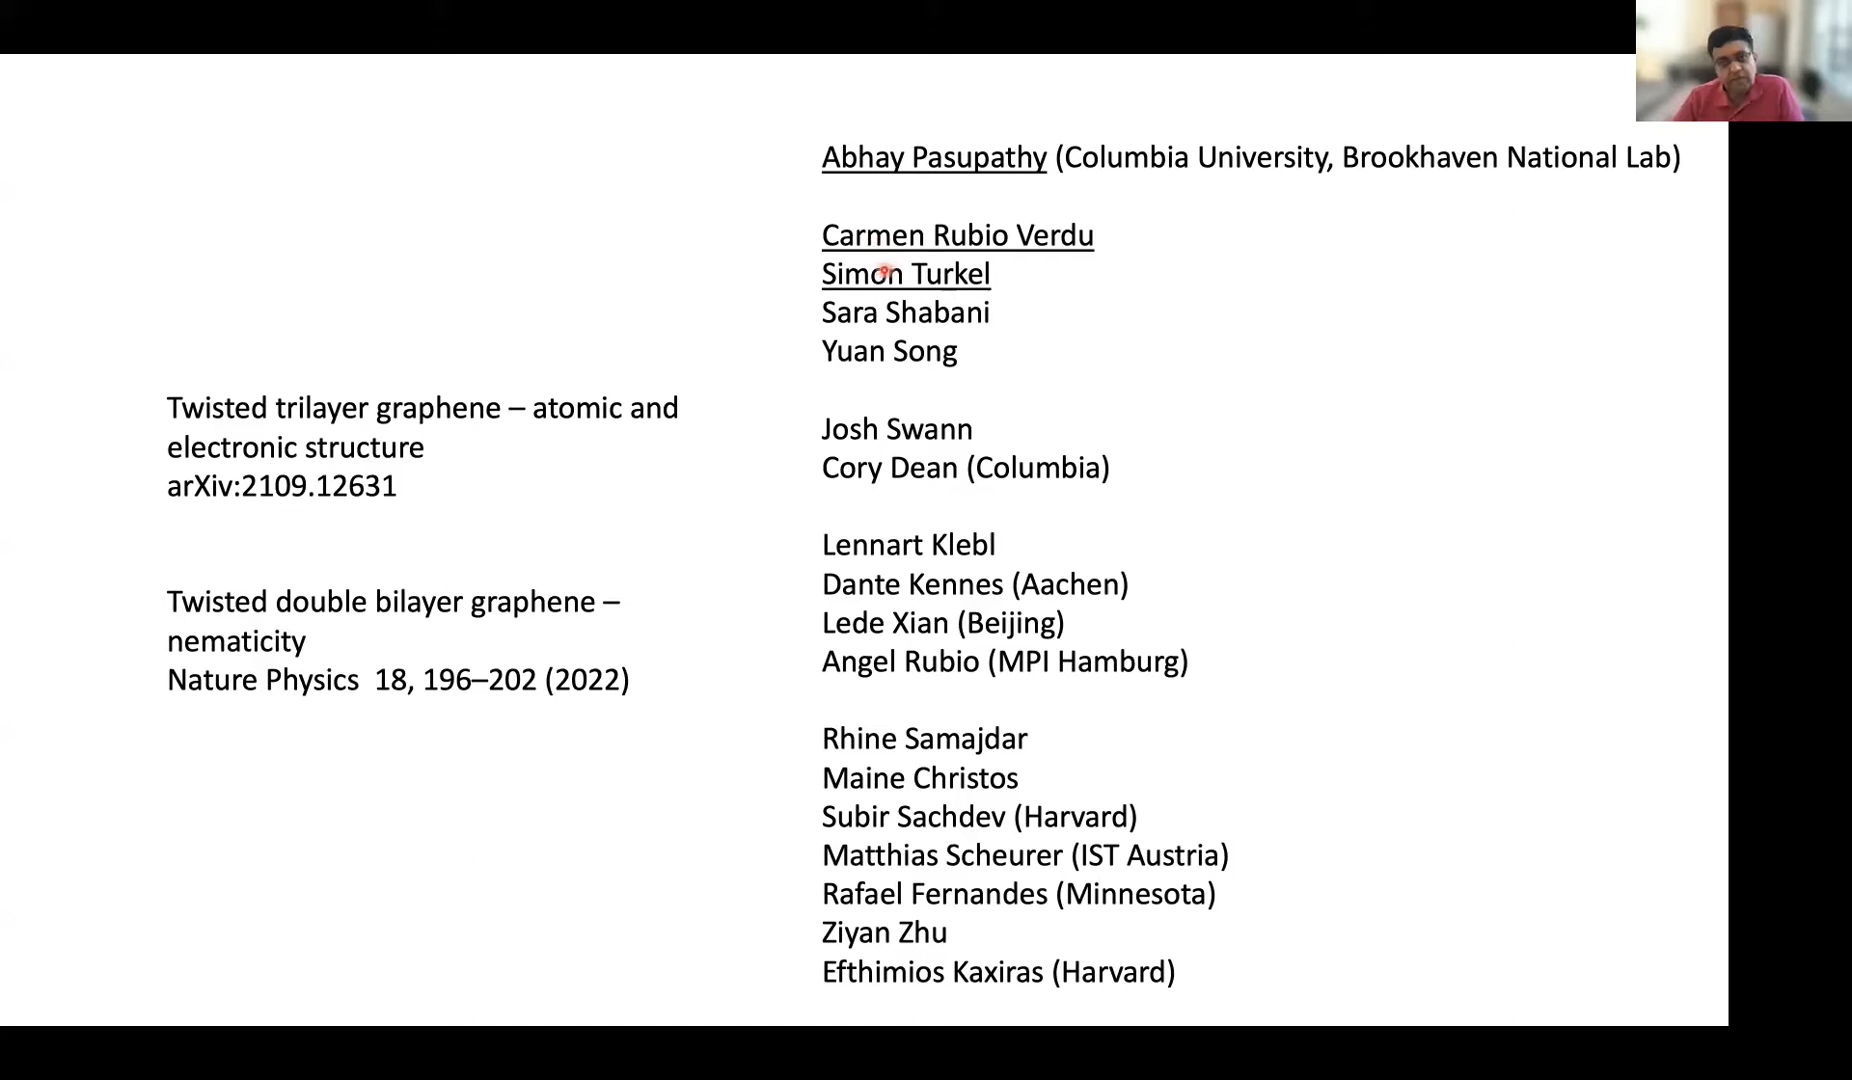 Abhay Pasupathy (Columbia University, Brookhaven National Lab)
Carmen Rubio Verdu
Simon Turkel
Sara Shabani
Yuan Song
Josh Swann
Cory Dean (Columbia)
Lennart Klebl
Dante Kennes (Aachen)
Lede Xian (Beijing)
Angel Rubio (MPI Hamburg)
Rhine Samajdar
Maine Christos
Subir Sachdev (Harvard)
Matthias Scheurer (IST Austria)
Rafael Fernandes (Minnesota)
Ziyan Zhu
Efthimios Kaxiras (Harvard)
Twisted trilayer graphene – atomic and
electronic structure
arXiv:2109.12631
Twisted double bilayer graphene –
nematicity
Nature Physics 18, 196–202 (2022)